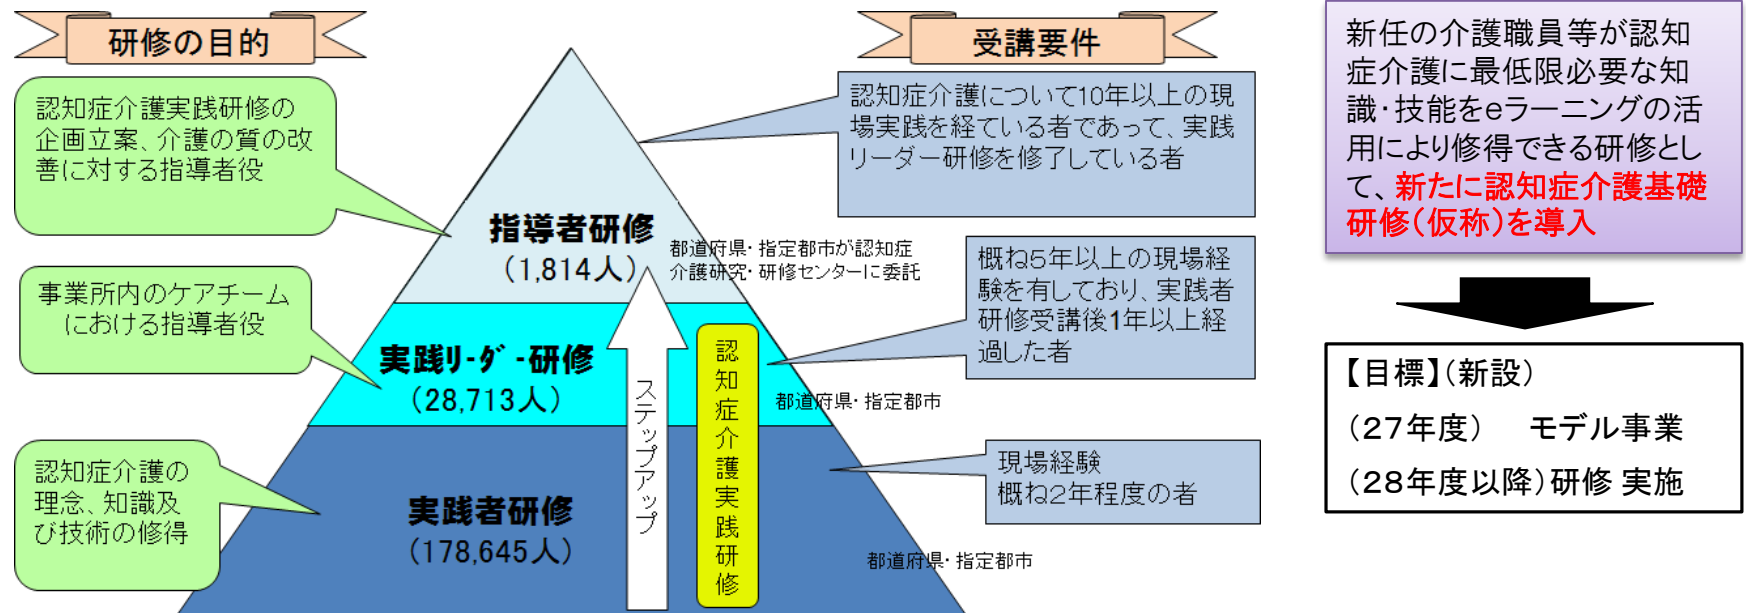 研修の目的
受講要件
認知症介護実践研修の
企画立案、介護の質の改
善に対する指導者役
認知症介護について10年以上の現
場実践を経ている者であって、実践
リーダー研修を修了している者
指導者研修
(1,814人)
都道府県・指定都市が認知症
介護研究・研修センターに委託
事業所内のケアチーム
における指導者役
概ね5年以上の現場経
験を有しており、実践者
研修受講後1年以上経
過した者
実践ﾘｰﾀﾞｰ研修
(28,713人)
都道府県・指定都市
認知症介護の
理念、知識及
び技術の修得
現場経験
概ね2年程度の者
実践者研修
(178,645人)
都道府県・指定都市
ステップアップ
認知症介護実践研修
新任の介護職員等が認知
症介護に最低限必要な知
識・技能をeラーニングの活
用により修得できる研修とし
て、新たに認知症介護基礎
研修(仮称)を導入
【目標】(新設)
(27年度) モデル事業
(28年度以降)研修 実施